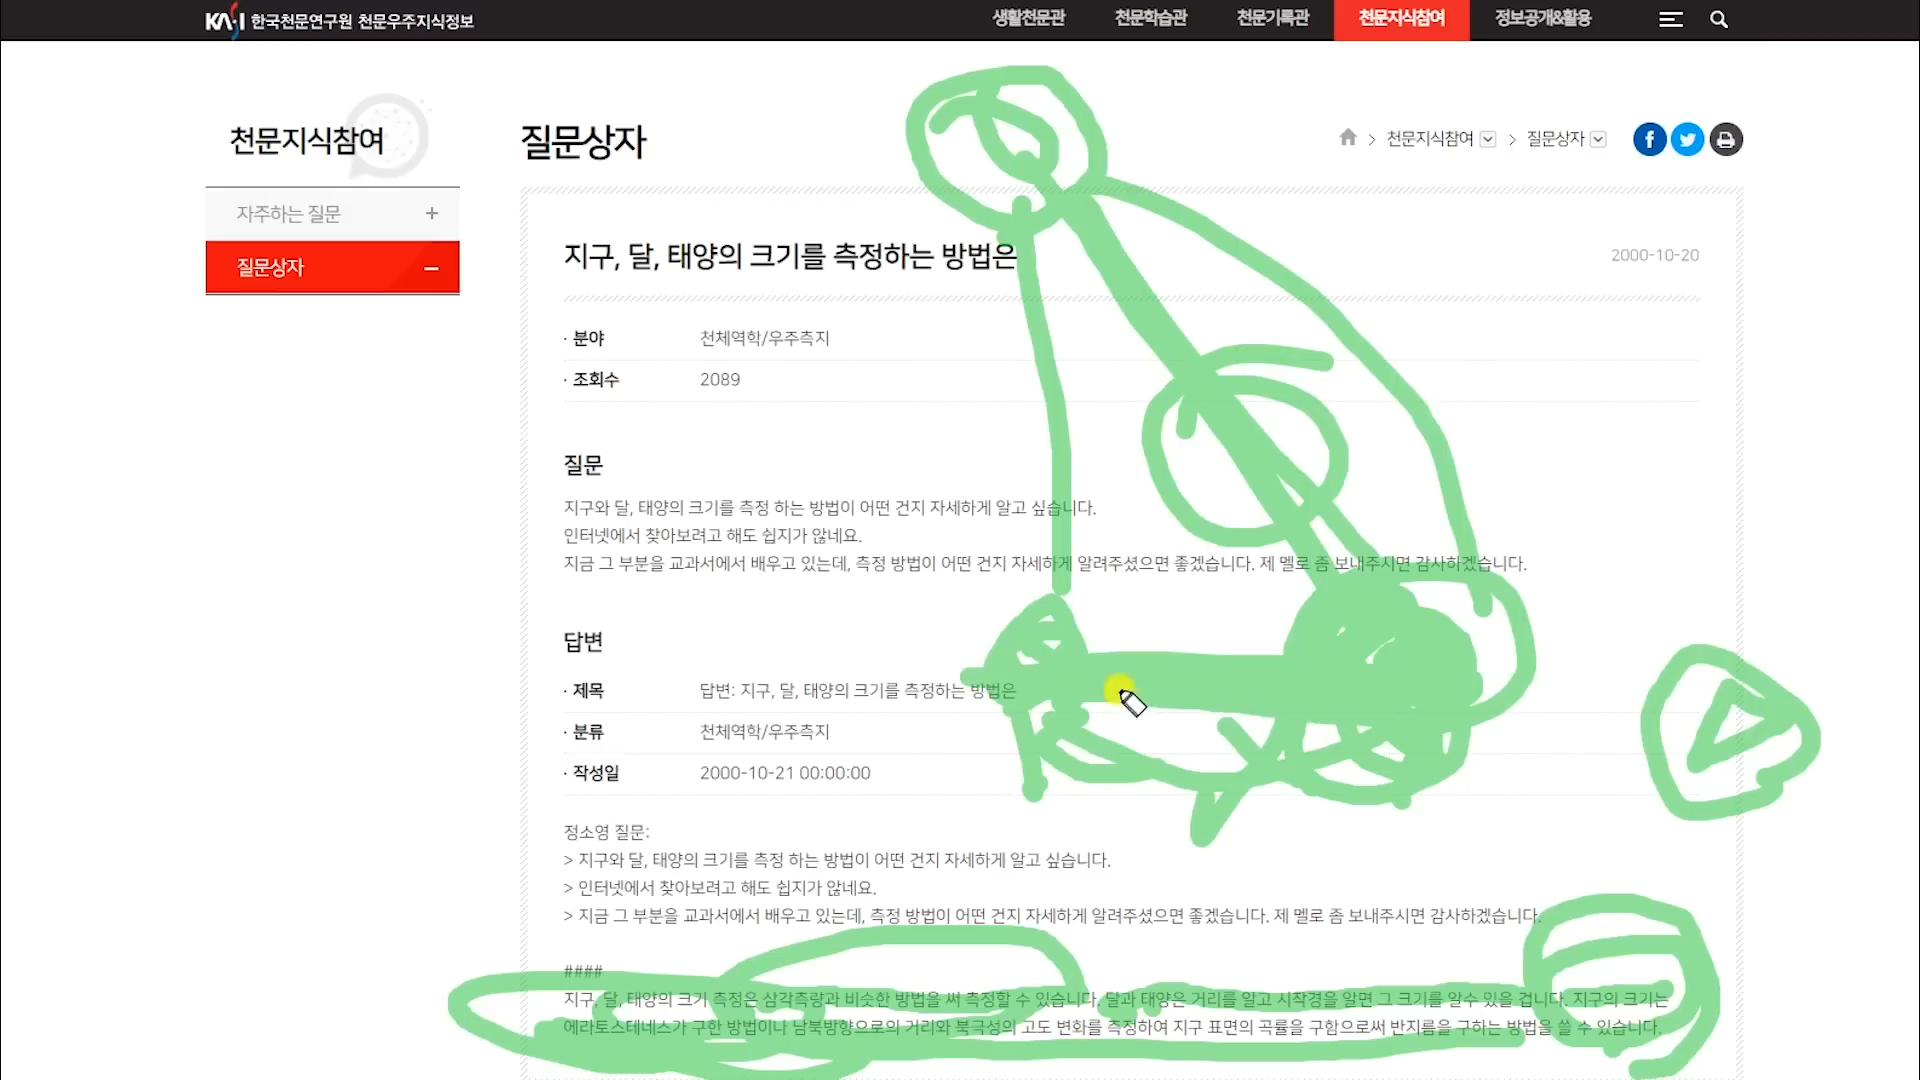 KASI 한국천문연구원 천문우주지식정보
생활천문관 천문학습관 천문기록관 천문지식참여 정보공개&활용
천문지식참여
자주하는 질문
질문상자
질문상자
천문지식참여 > 질문상자
지구, 달, 태양의 크기를 측정하는 방법은
2000-10-20
· 분야 천체역학/우주측지
· 조회수 2089
질문
지구와 달, 태양의 크기를 측정 하는 방법이 어떤 건지 자세하게 알고 싶습니다.
인터넷에서 찾아보려고 해도 쉽지가 않네요.
지금 그 부분을 교과서에서 배우고 있는데, 측정 방법이 어떤 건지 자세하게 알려주셨으면 좋겠습니다. 제 멜로 좀 보내주시면 감사하겠습니다.
답변
· 제목 답변: 지구, 달, 태양의 크기를 측정하는 방법은
· 분류 천체역학/우주측지
· 작성일 2000-10-21 00:00:00
정소영 질문:
> 지구와 달, 태양의 크기를 측정 하는 방법이 어떤 건지 자세하게 알고 싶습니다.
> 인터넷에서 찾아보려고 해도 쉽지가 않네요.
> 지금 그 부분을 교과서에서 배우고 있는데, 측정 방법이 어떤 건지 자세하게 알려주셨으면 좋겠습니다. 제 멜로 좀 보내주시면 감사하겠습니다.
####
지구, 달, 태양의 크기 측정은 삼각측량과 비슷한 방법을 써 측정할 수 있습니다. 달과 태양은 거리를 알고 시작경을 알면 그 크기를 알수 있을 겁니다. 지구의 크기는
에라토스테네스가 구한 방법이나 남북방향으로의 거리와 북극성의 고도 변화를 측정하여 지구 표면의 곡률을 구함으로써 반지름을 구하는 방법을 쓸 수 있습니다.